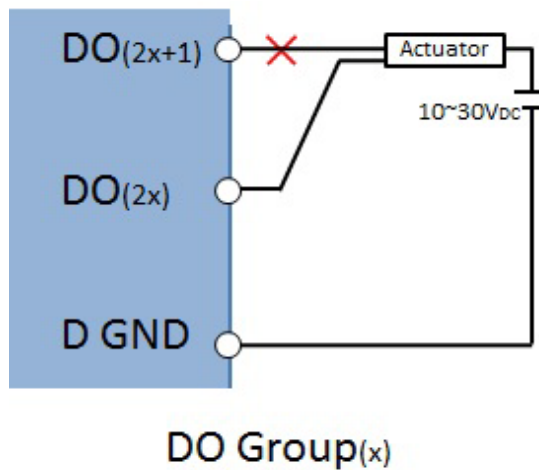 DO(2x+1)
Actuator
10~30VDC
DO(2x)
D GND
DO Group(x)